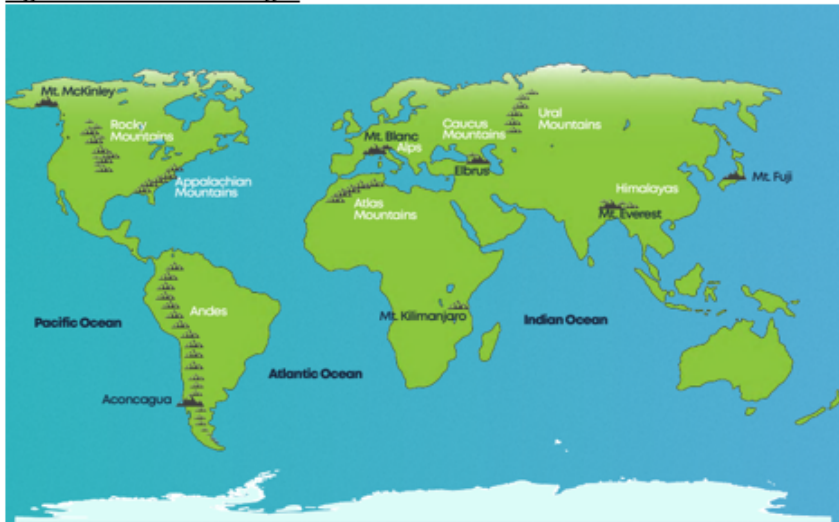 Mt. McKinley
Rocky
Mountains
Appalachian
Mountains
Mt. Blanc
Alps
Caucus
Mountains
Elbrus
Ural
Mountains
Atlas
Mountains
Himalayas
Mt. Everest
Mt. Fuji
Andes
Mt. Kilimanjaro
Pacific Ocean
Indian Ocean
Atlantic Ocean
Aconcagua